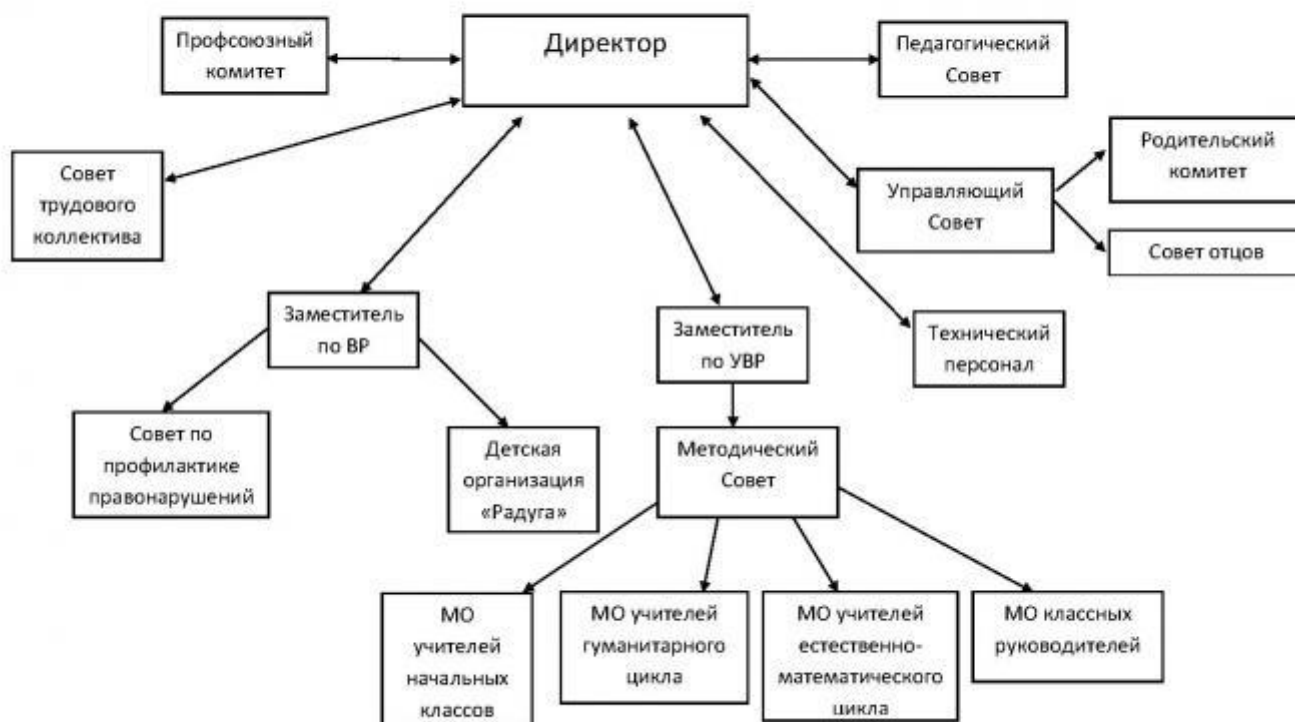 Профсоюзный
комитет
Директор
Педагогический
Совет
Совет
трудового
коллектива
Управляющий
Совет
Родительский
комитет
Совет отцов
Заместитель
по ВР
Заместитель
по УВР
Технический
персонал
Совет по
профилактике
правонарушений
Детская
организация
«Радуга»
Методический
Совет
МО
учителей
начальных
классов
МО учителей
гуманитарного
цикла
МО учителей
естественно-
математического
цикла
МО классных
руководителей